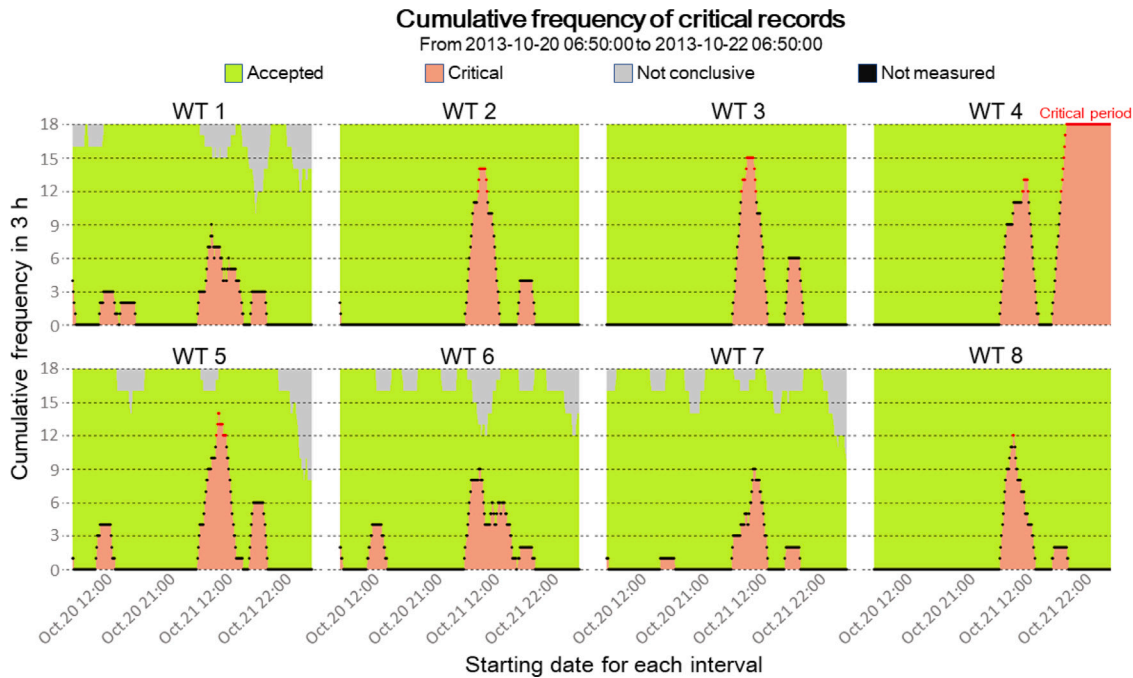 Cumulative frequency of critical records
From 2013-10-20 06:50:00 to 2013-10-22 06:50:00
Accepted Critical Not conclusive Not measured
WT 1 WT 2 WT 3 WT 4 Critical period
18
15
12
9
6
3
0
WT 5 WT 6 WT 7 WT 8
18
15
12
9
6
3
0
Cumulative frequency in 3 h
Oct.20 12:00 Oct.20 21:00 Oct.21 12:00 Oct.21 22:00 Oct.20 12:00 Oct.20 21:00 Oct.21 12:00 Oct.21 22:00 Oct.20 12:00 Oct.20 21:00 Oct.21 12:00 Oct.21 22:00 Oct.20 12:00 Oct.20 21:00 Oct.21 12:00 Oct.21 22:00
Starting date for each interval